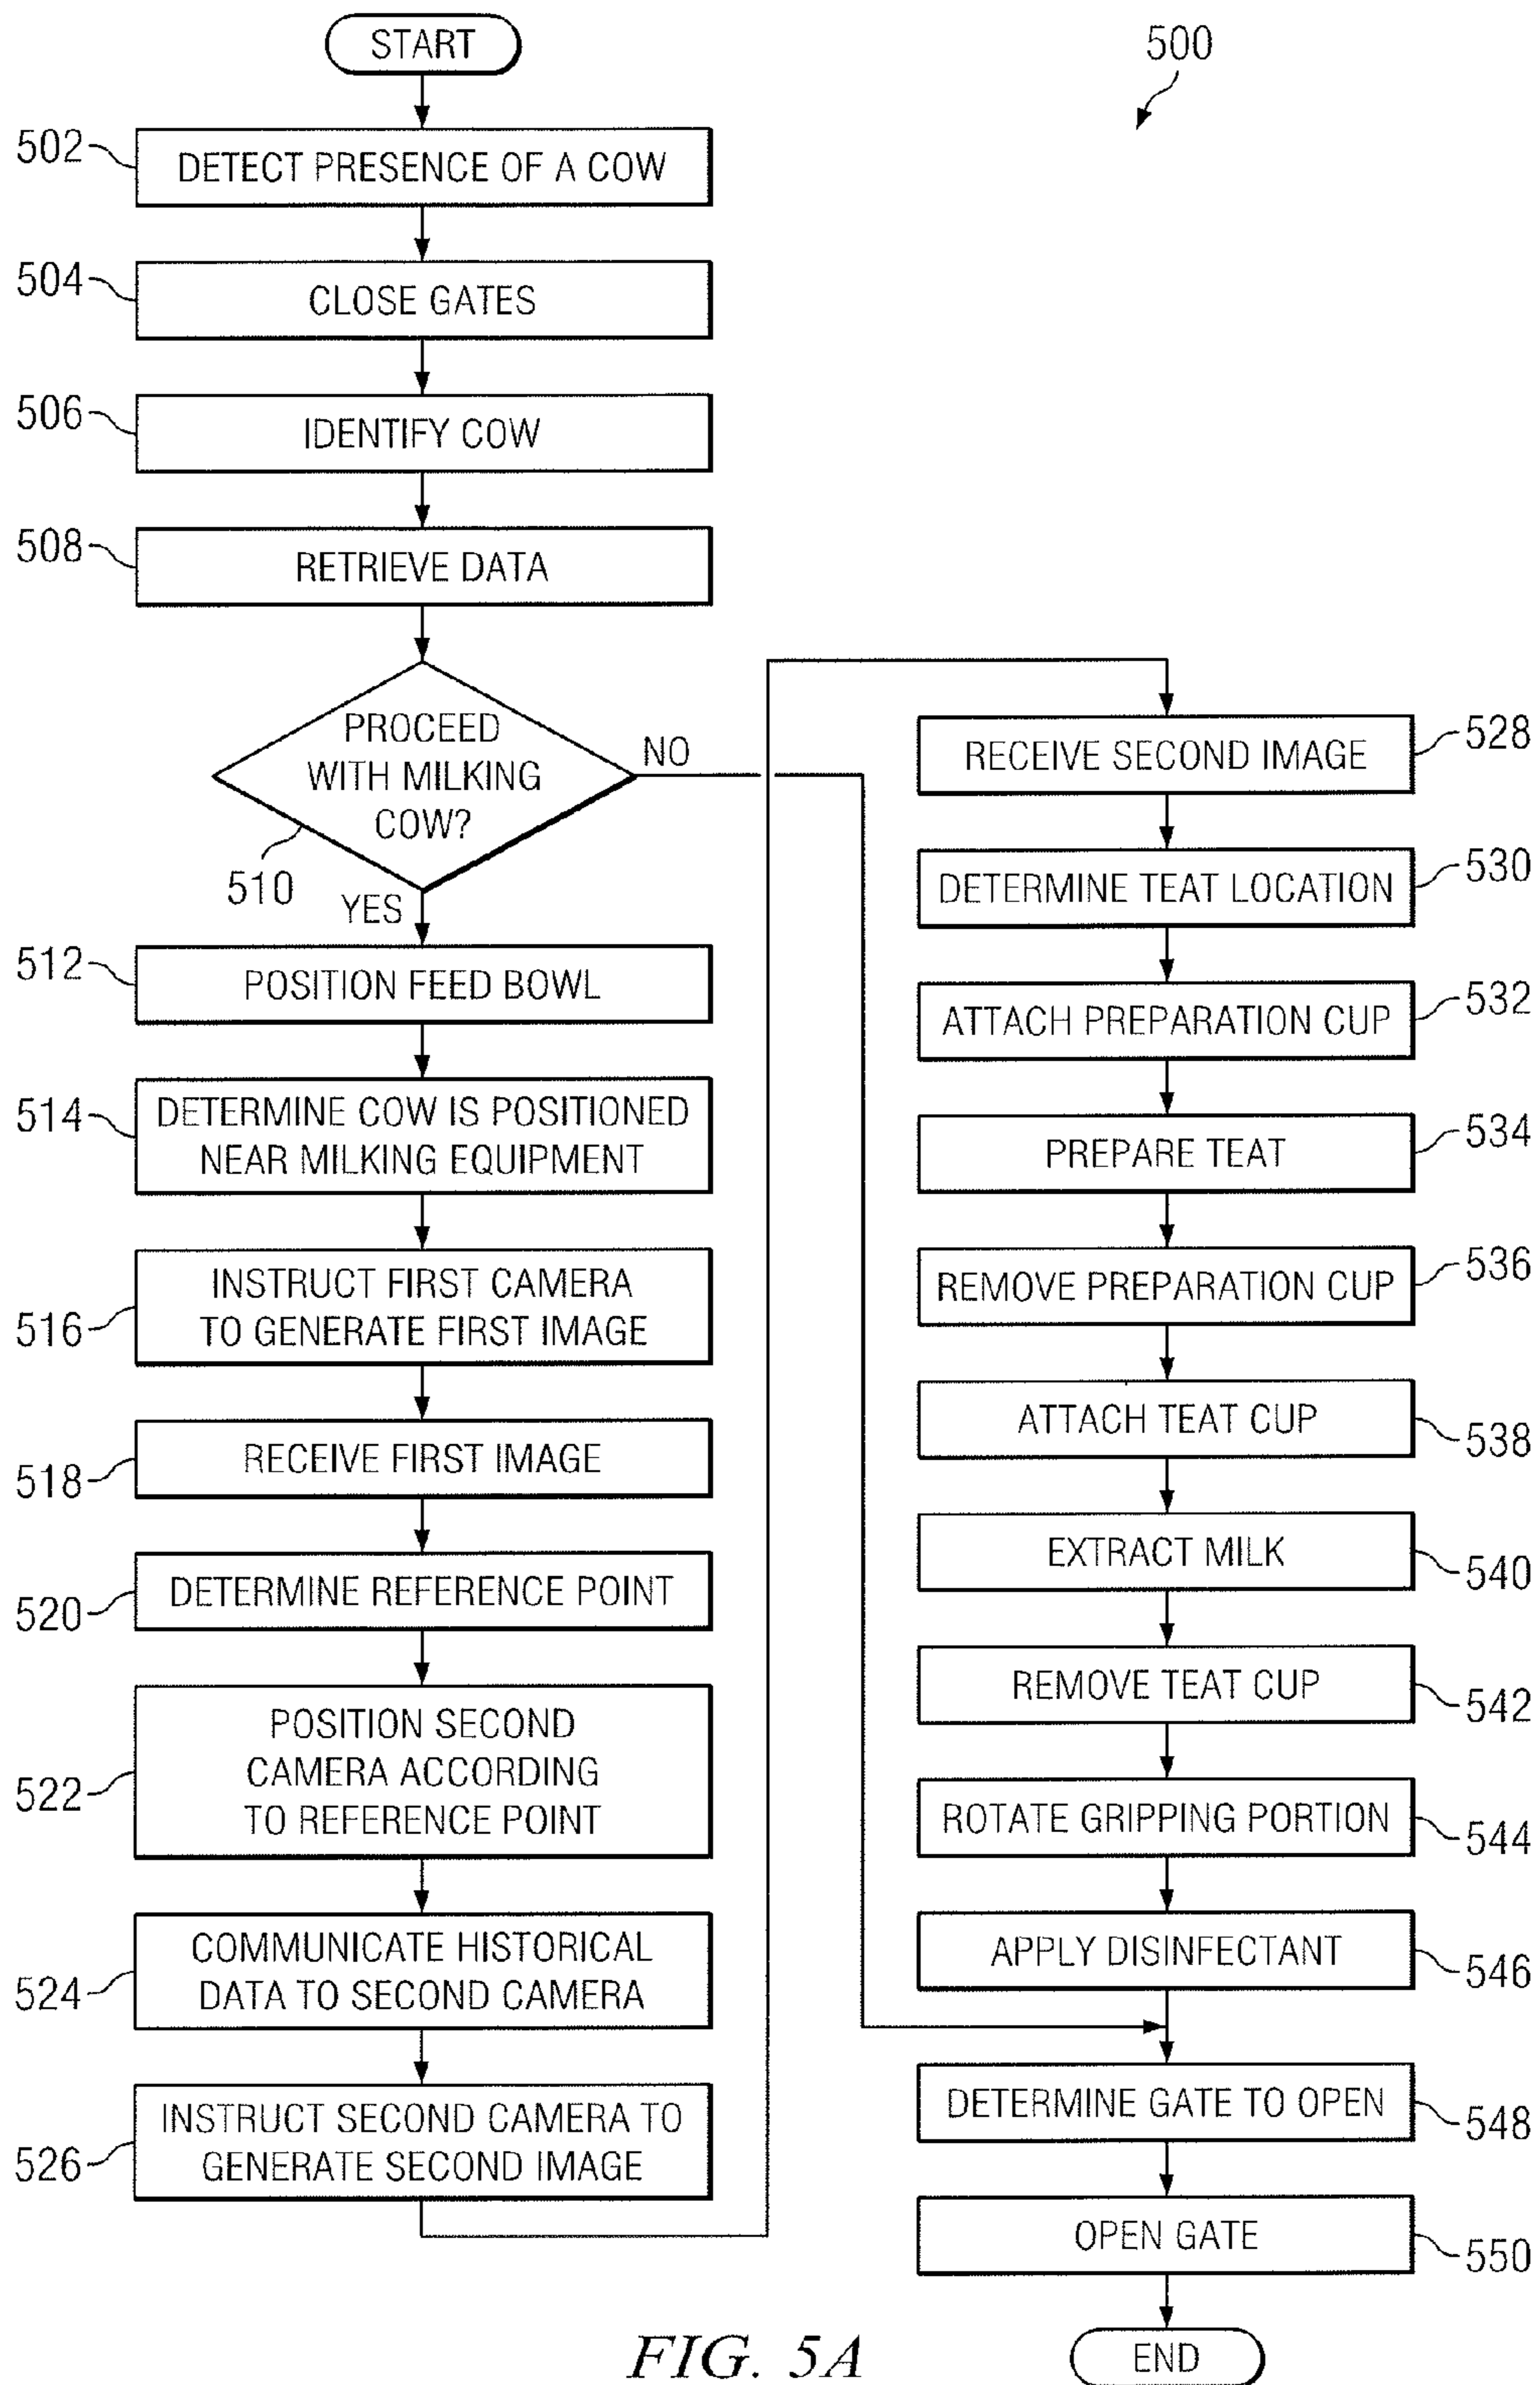 START
500
502
DETECT PRESENCE OF A COW
504
CLOSE GATES
506
IDENTIFY COW
508
RETRIEVE DATA
PROCEED
WITH MILKING
COW?
NO
510
YES
512
POSITION FEED BOWL
514
DETERMINE COW IS POSITIONED
NEAR MILKING EQUIPMENT
516
INSTRUCT FIRST CAMERA
TO GENERATE FIRST IMAGE
518
RECEIVE FIRST IMAGE
520
DETERMINE REFERENCE POINT
522
POSITION SECOND
CAMERA ACCORDING
TO REFERENCE POINT
524
COMMUNICATE HISTORICAL
DATA TO SECOND CAMERA
526
INSTRUCT SECOND CAMERA TO
GENERATE SECOND IMAGE
RECEIVE SECOND IMAGE
528
DETERMINE TEAT LOCATION
530
ATTACH PREPARATION CUP
532
PREPARE TEAT
534
REMOVE PREPARATION CUP
536
ATTACH TEAT CUP
538
EXTRACT MILK
540
REMOVE TEAT CUP
542
ROTATE GRIPPING PORTION
544
APPLY DISINFECTANT
546
DETERMINE GATE TO OPEN
548
OPEN GATE
550
END
FIG. 5A